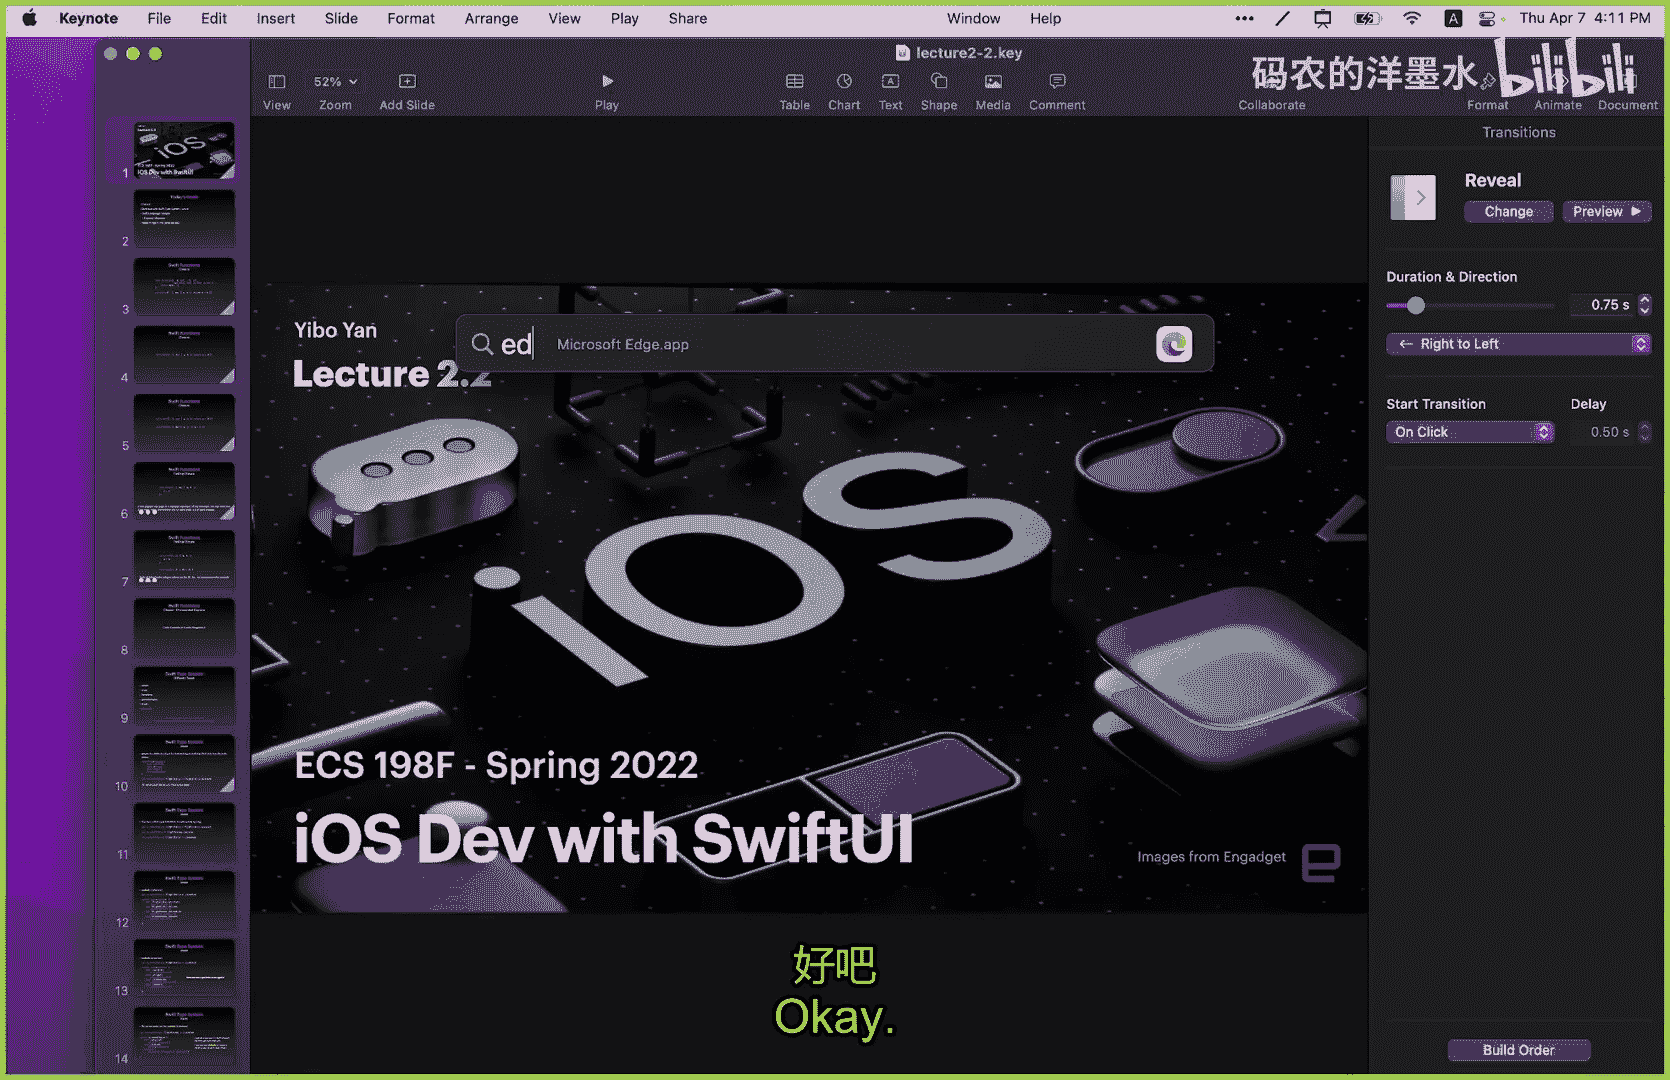 Keynote File Edit Insert Slide Format Arrange View Play Share Window Help Thu Apr 7 4:11 PM
lecture2-2.key
码农的洋墨水 bilibili
52%
View Zoom Add Slide Play Table Chart Text Shape Media Comment Collaborate Format Animate Document
Transitions
Reveal
Change Preview
Duration & Direction
0.75 s
Right to Left
Start Transition Delay
On Click 0.50 s
Build Order
1
2
3
4
5
6
7
8
9
10
11
12
13
14
Yibo Yan
ed Microsoft Edge.app
Lecture 2.2
iOS
ECS 198F - Spring 2022
iOS Dev with SwiftUI
Images from Engadget
好吧
Okay.